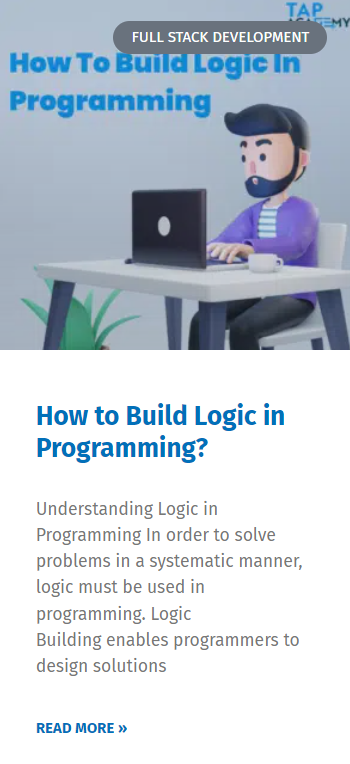 TAP
ACADEMY
FULL STACK DEVELOPMENT
How To Build Logic In
Programming
How to Build Logic in
Programming?
Understanding Logic in
Programming In order to solve
problems in a systematic manner,
logic must be used in
programming. Logic
Building enables programmers to
design solutions
READ MORE »